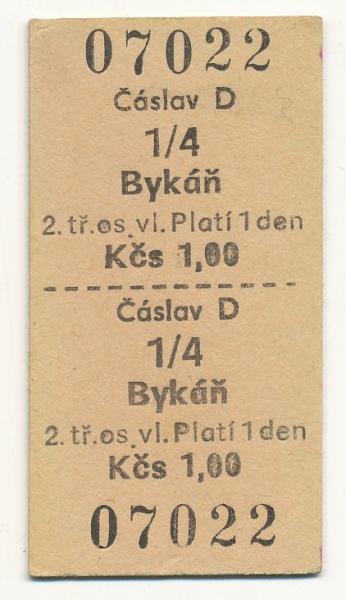 07022
Čáslav D
1/4
Bykáň
2. tř. os. vl. Platí 1 den
Kčs 1,00
Čáslav D
1/4
Bykáň
2. tř. os. vl. Platí 1 den
Kčs 1,00
07022